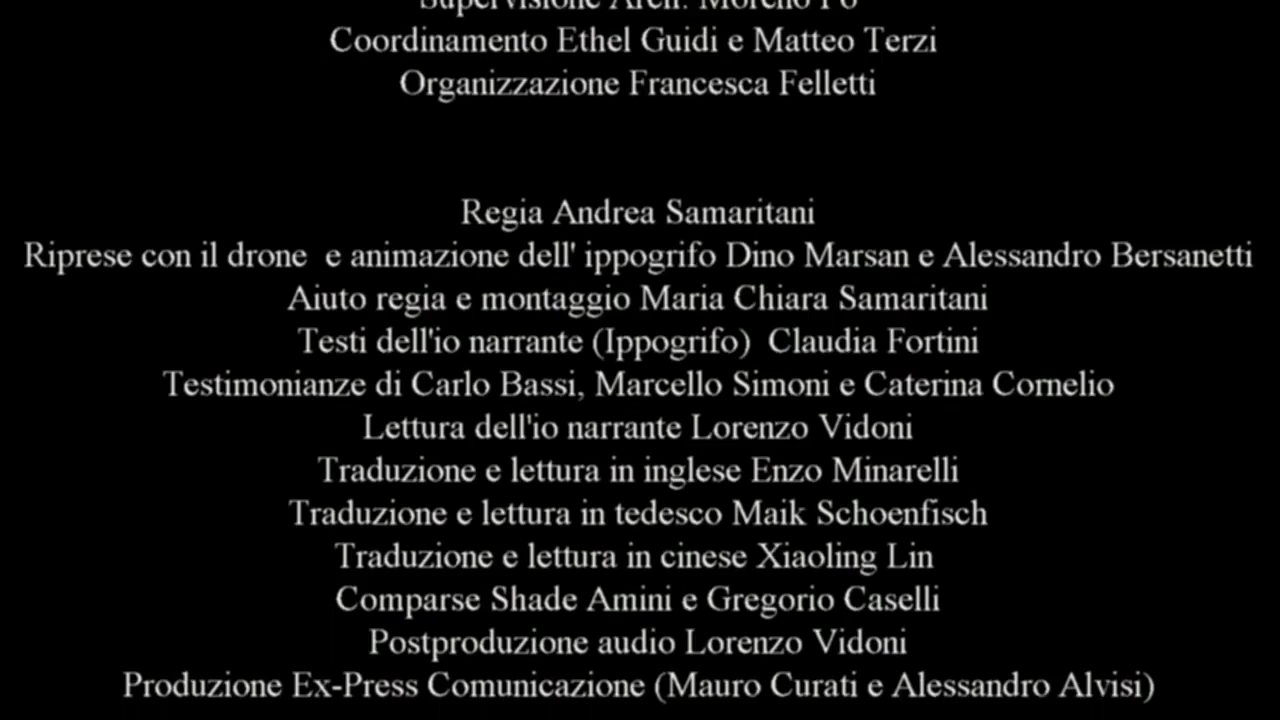 Supervisione Arch. Moreno Po
Coordinamento Ethel Guidi e Matteo Terzi
Organizzazione Francesca Felletti
Regia Andrea Samaritani
Riprese con il drone  e animazione dell' ippogrifo Dino Marsan e Alessandro Bersanetti
Aiuto regia e montaggio Maria Chiara Samaritani
Testi dell'io narrante (Ippogrifo)  Claudia Fortini
Testimonianze di Carlo Bassi, Marcello Simoni e Caterina Cornelio
Lettura dell'io narrante Lorenzo Vidoni
Traduzione e lettura in inglese Enzo Minarelli
Traduzione e lettura in tedesco Maik Schoenfisch
Traduzione e lettura in cinese Xiaoling Lin
Comparse Shade Amini e Gregorio Caselli
Postproduzione audio Lorenzo Vidoni
Produzione Ex-Press Comunicazione (Mauro Curati e Alessandro Alvisi)